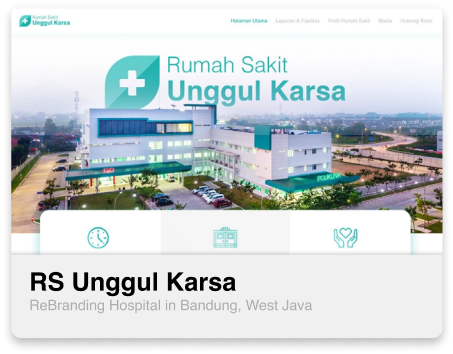 Rumah Sakit
Unggul Karsa
Halaman Utama Layanan & Fasilitas Profil Rumah Sakit Media Hubungi Kami
Rumah Sakit
Unggul Karsa
POLIKLINIK
RS Unggul Karsa
ReBranding Hospital in Bandung, West Java